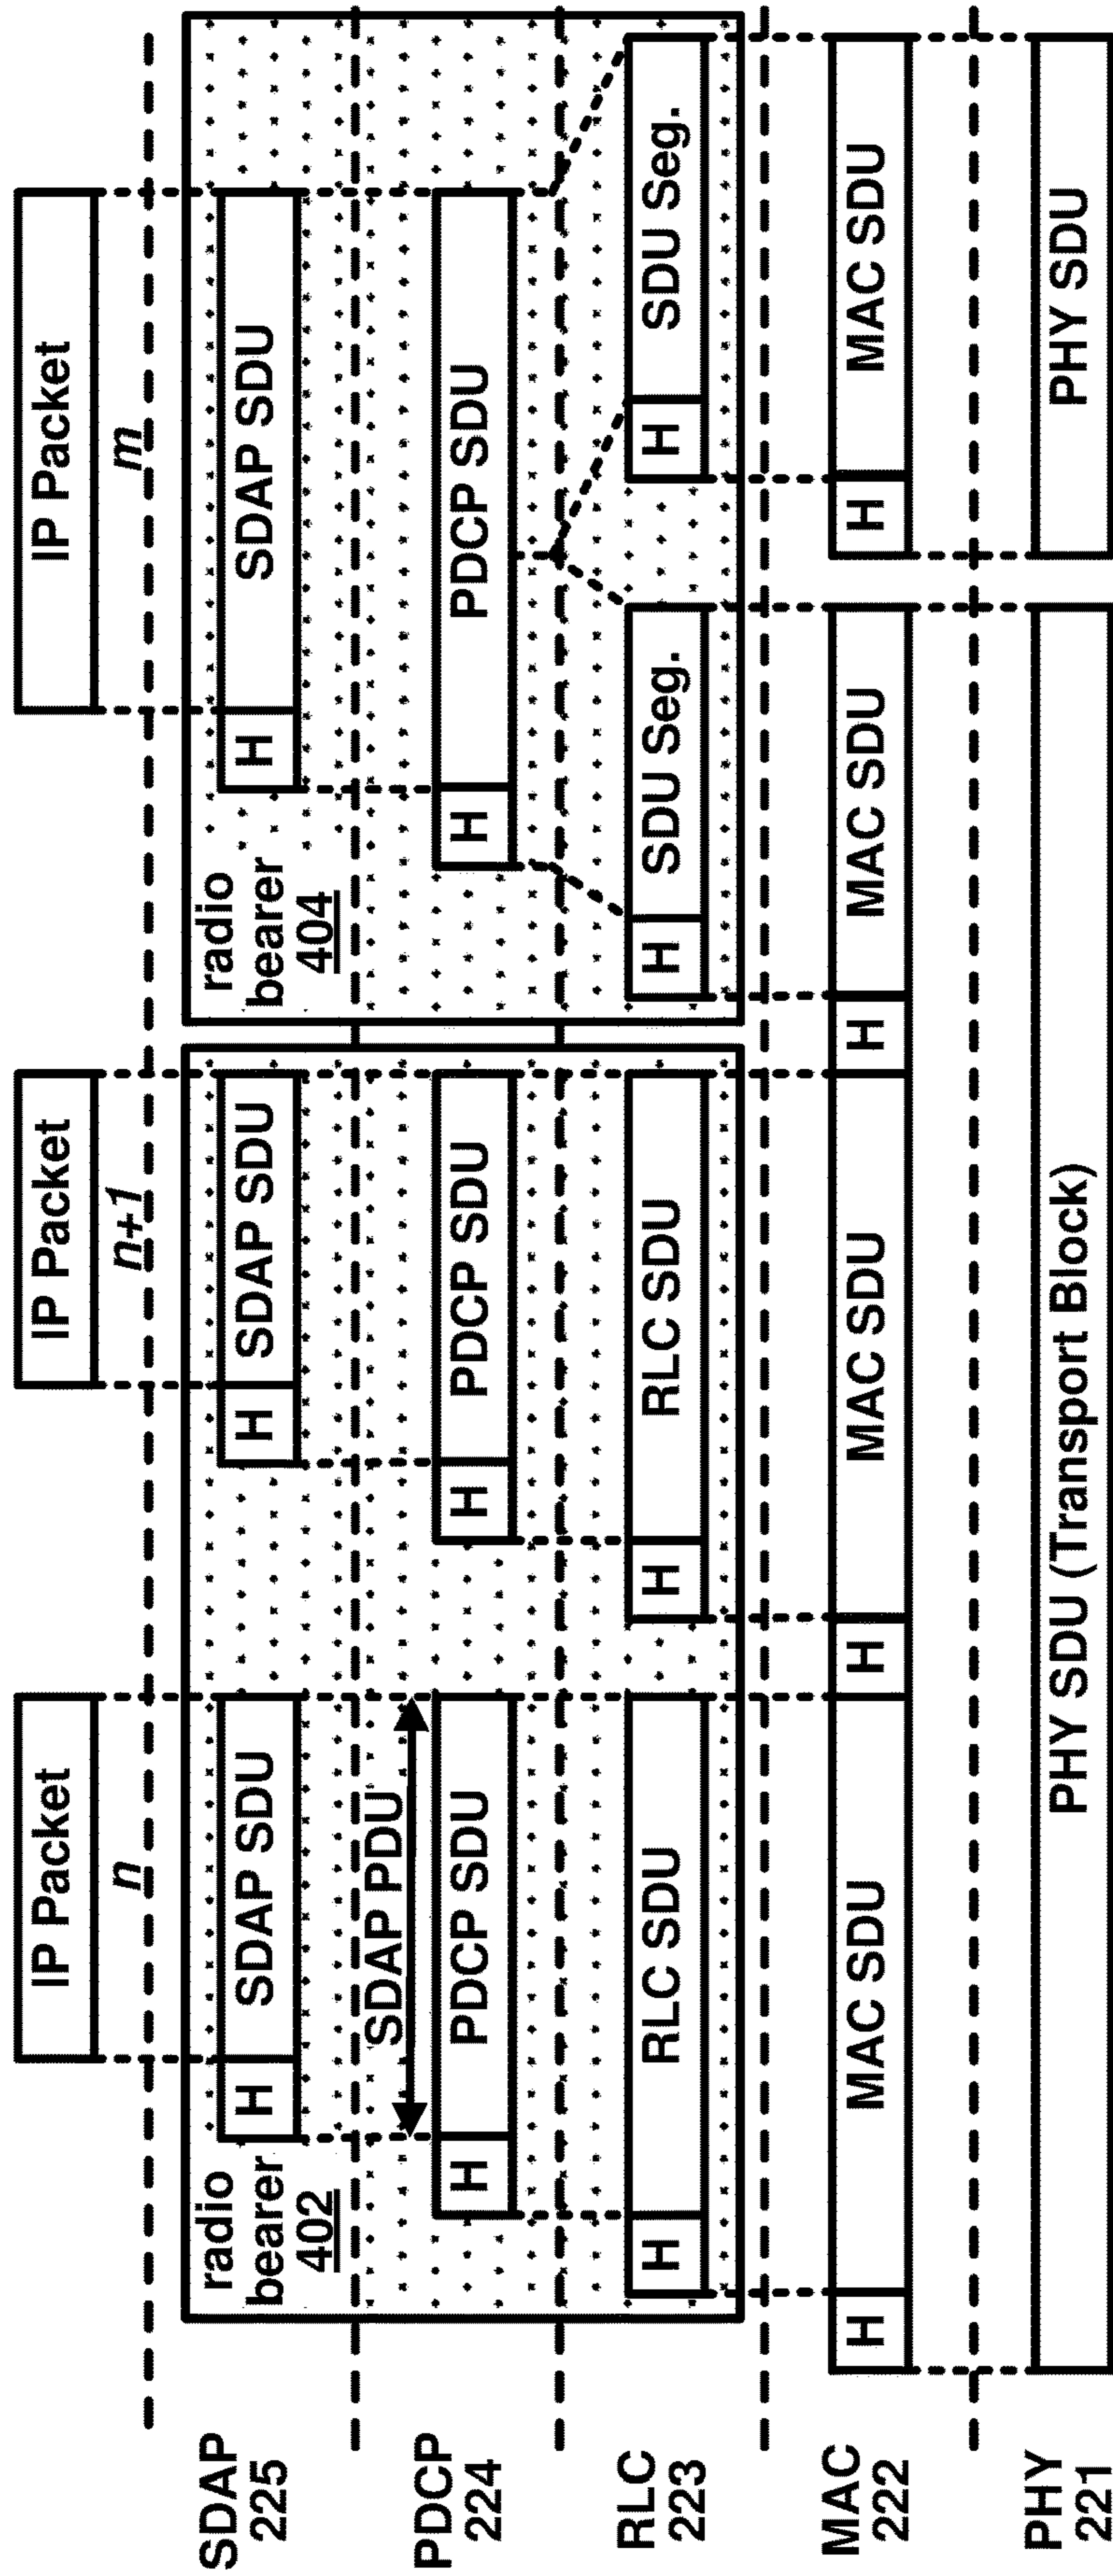 IP Packet
IP Packet
IP Packet
n
n+1
m
SDAP
225
radio
bearer
402
H
SDAP SDU
H
SDAP SDU
radio
bearer
404
H
SDAP SDU
SDAP PDU
PDCP
224
H
PDCP SDU
H
PDCP SDU
H
PDCP SDU
RLC
223
H
RLC SDU
H
RLC SDU
H
SDU Seg.
H
SDU Seg.
MAC
222
H
MAC SDU
H
MAC SDU
H
MAC SDU
H
MAC SDU
PHY
221
PHY SDU (Transport Block)
PHY SDU